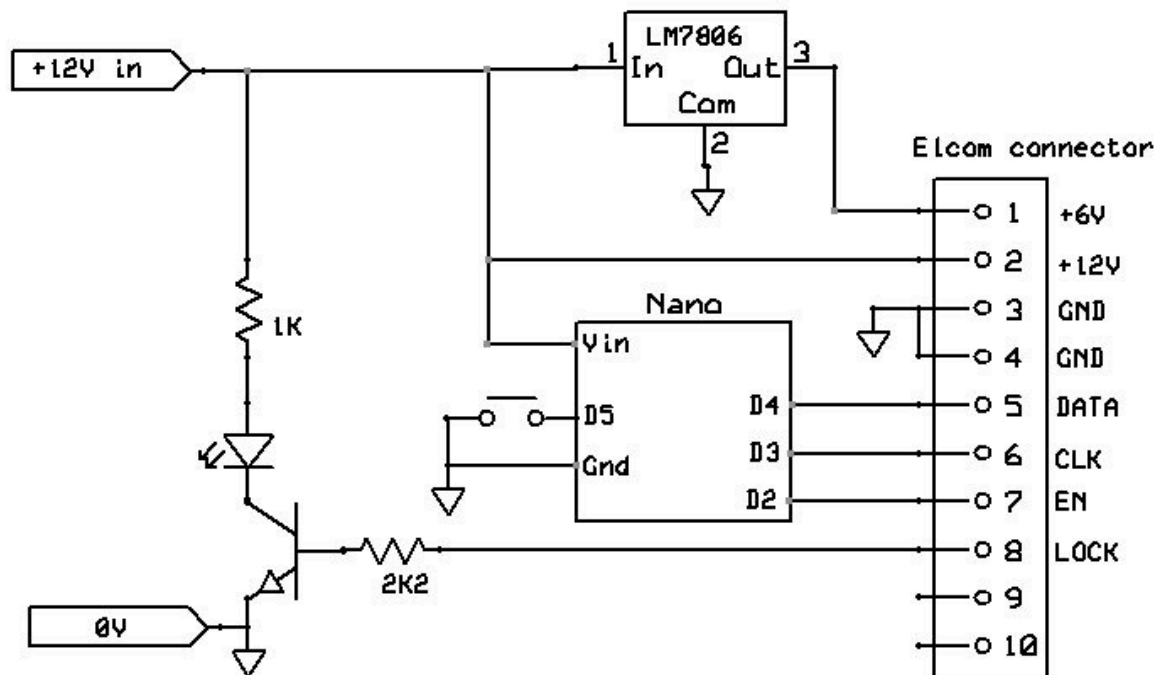 LM7806
+12V in
1 In Out 3
Com
2
Elcom connector
1 +6V
2 +12V
Nano
3 GND
1K
Vin
4 GND
D5 D4 5 DATA
Gnd D3 6 CLK
D2 7 EN
8 LOCK
2K2
9
0V
10